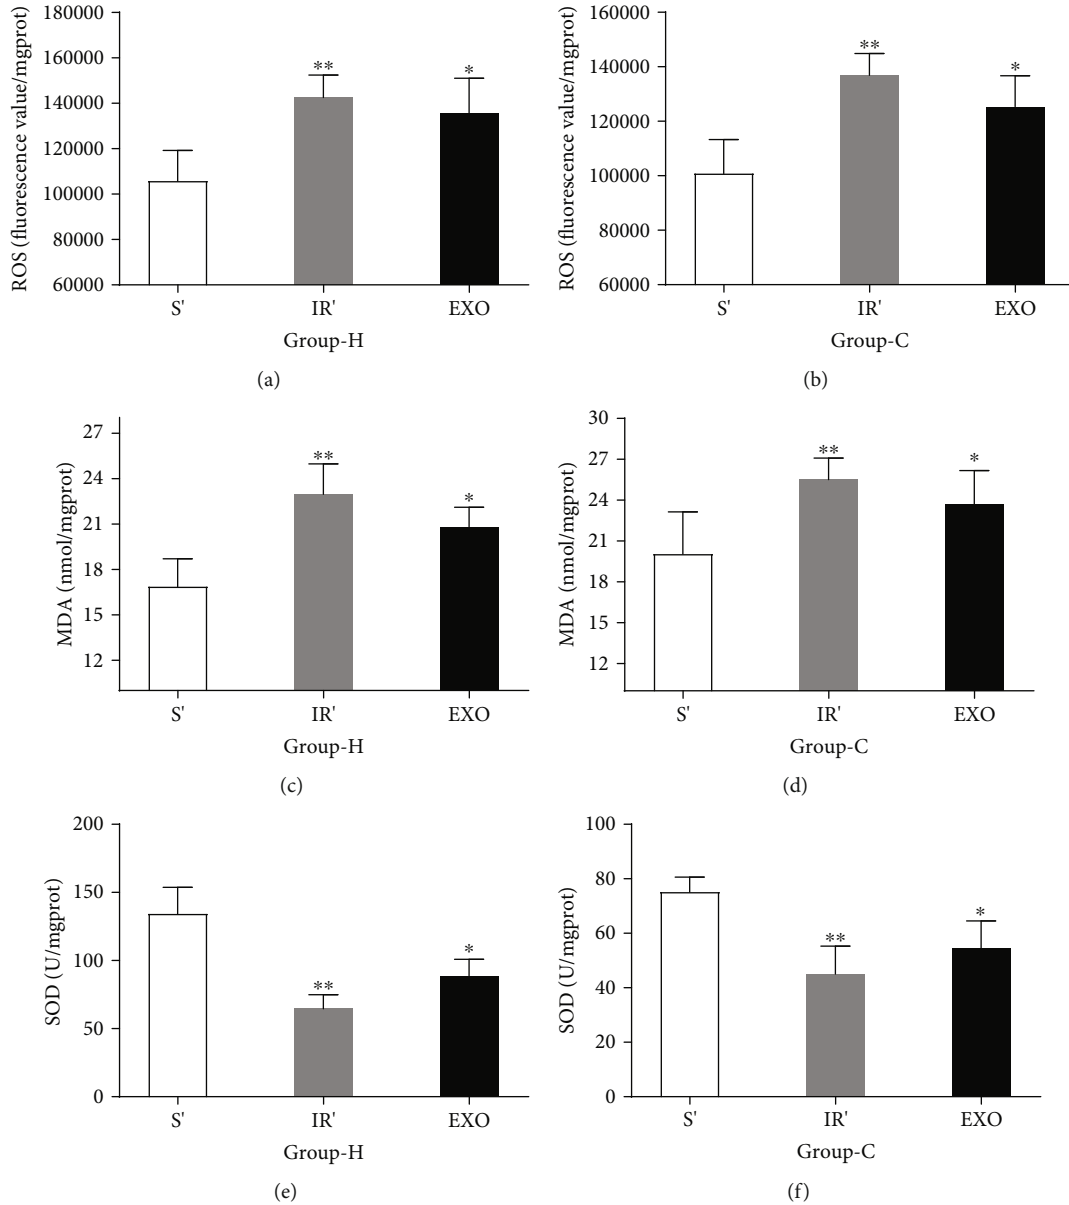 ROS (fluorescence value/mgprot)
180000
160000
140000
120000
100000
80000
60000
**
*
S'
IR'
EXO
Group-H
(a)
ROS (fluorescence value/mgprot)
160000
140000
120000
100000
80000
60000
**
*
S'
IR'
EXO
Group-C
(b)
MDA (nmol/mgprot)
27
24
21
18
15
12
**
*
S'
IR'
EXO
Group-H
(c)
MDA (nmol/mgprot)
30
27
24
21
18
15
12
**
*
S'
IR'
EXO
Group-C
(d)
SOD (U/mgprot)
200
150
100
50
0
**
*
S'
IR'
EXO
Group-H
(e)
SOD (U/mgprot)
100
80
60
40
20
0
**
*
S'
IR'
EXO
Group-C
(f)